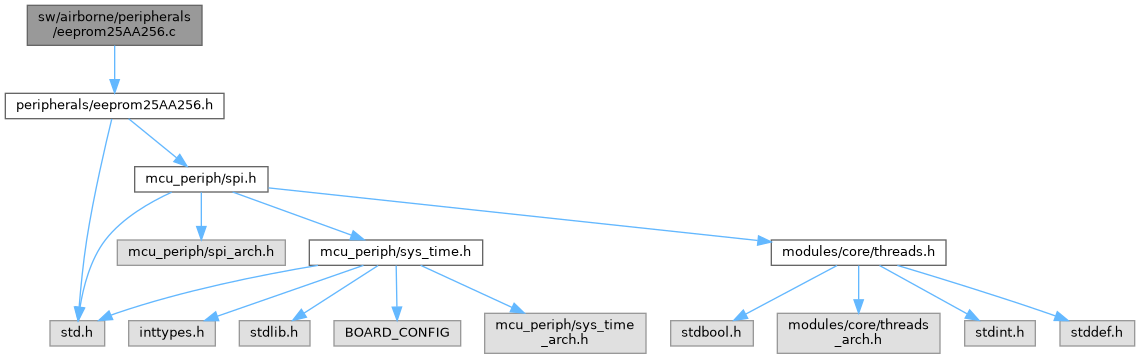 sw/airborne/peripherals
/eeprom25AA256.c
peripherals/eeprom25AA256.h
mcu_periph/spi.h
mcu_periph/spi_arch.h
mcu_periph/sys_time.h
modules/core/threads.h
std.h
inttypes.h
stdlib.h
BOARD_CONFIG
mcu_periph/sys_time
_arch.h
stdbool.h
modules/core/threads
_arch.h
stdint.h
stddef.h